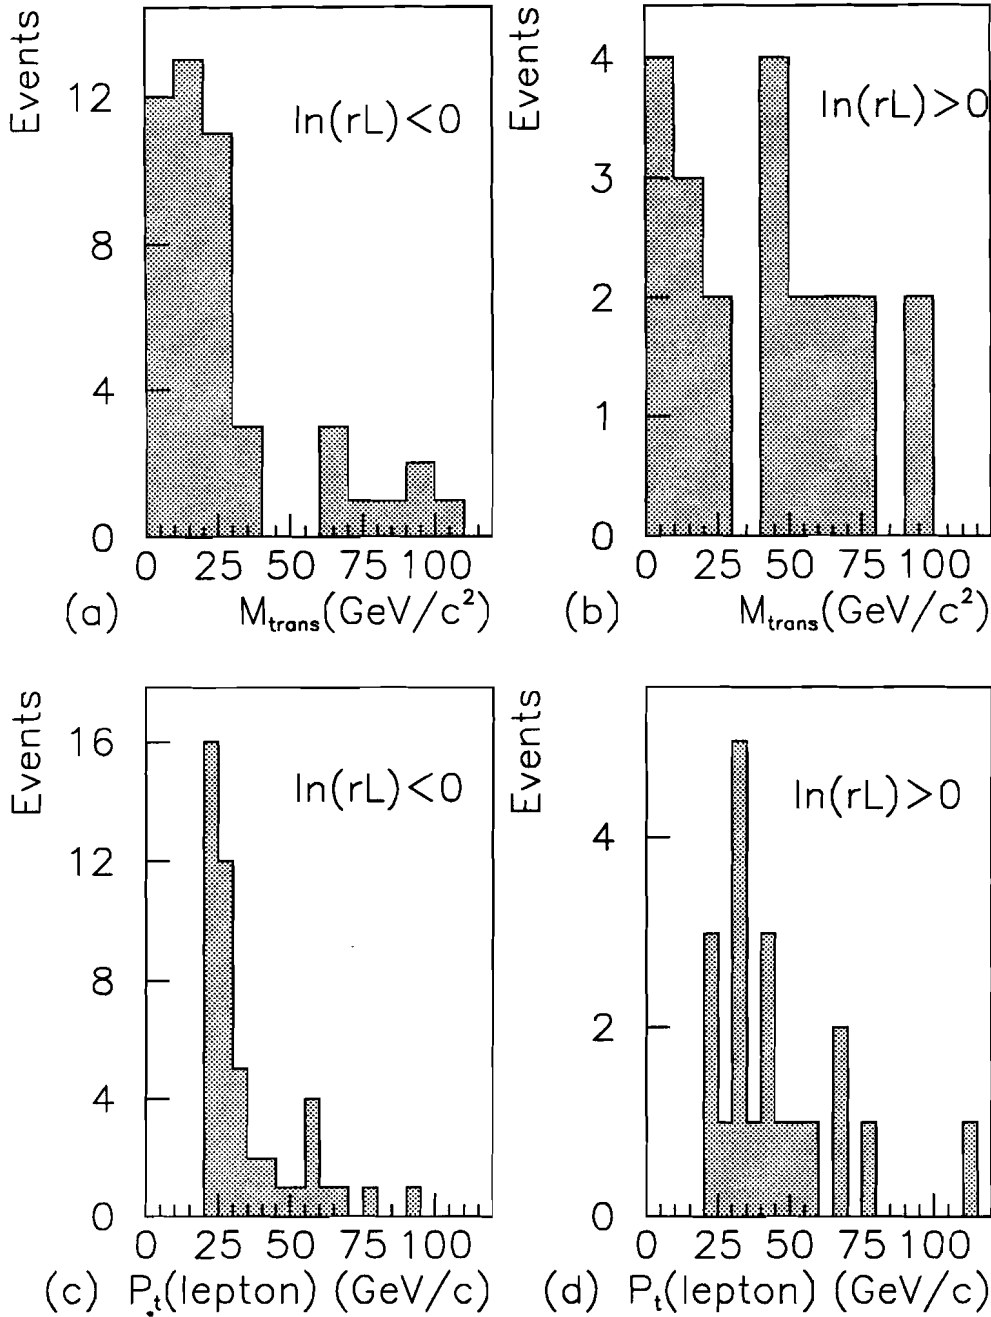 Events
12
8
4
0
ln(rL)<0
0 25 50 75 100
(a) M_trans(GeV/c²)
Events
4
3
2
1
0
ln(rL)>0
0 25 50 75 100
(b) M_trans(GeV/c²)
Events
16
12
8
4
0
ln(rL)<0
0 25 50 75 100
(c) P_t(lepton) (GeV/c)
Events
4
2
0
ln(rL)>0
0 25 50 75 100
(d) P_t(lepton) (GeV/c)